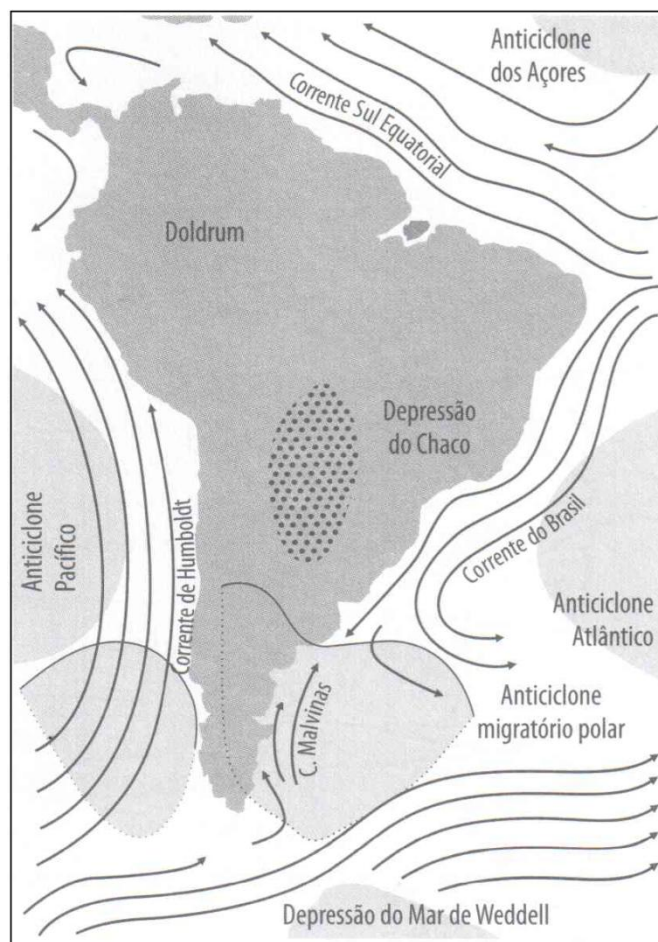 Anticiclone
dos Açores
Corrente Sul Equatorial
Doldrum
Depressão
do Chaco
Anticiclone
Pacífico
Corrente de Humboldt
Corrente do Brasil
Anticiclone
Atlântico
Anticiclone
migratório polar
C. Malvinas
Depressão do Mar de Weddell